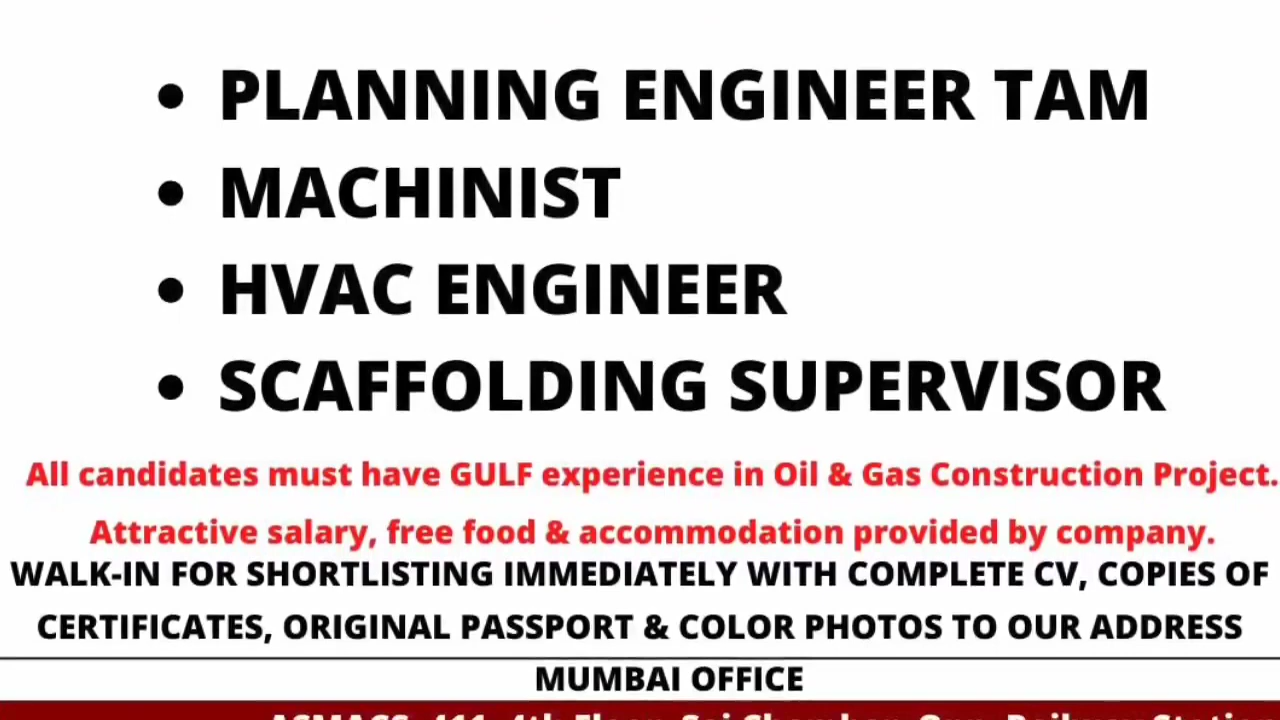 • PLANNING ENGINEER TAM
• MACHINIST
• HVAC ENGINEER
• SCAFFOLDING SUPERVISOR
All candidates must have GULF experience in Oil & Gas Construction Project.
Attractive salary, free food & accommodation provided by company.
WALK-IN FOR SHORTLISTING IMMEDIATELY WITH COMPLETE CV, COPIES OF
CERTIFICATES, ORIGINAL PASSPORT & COLOR PHOTOS TO OUR ADDRESS
MUMBAI OFFICE